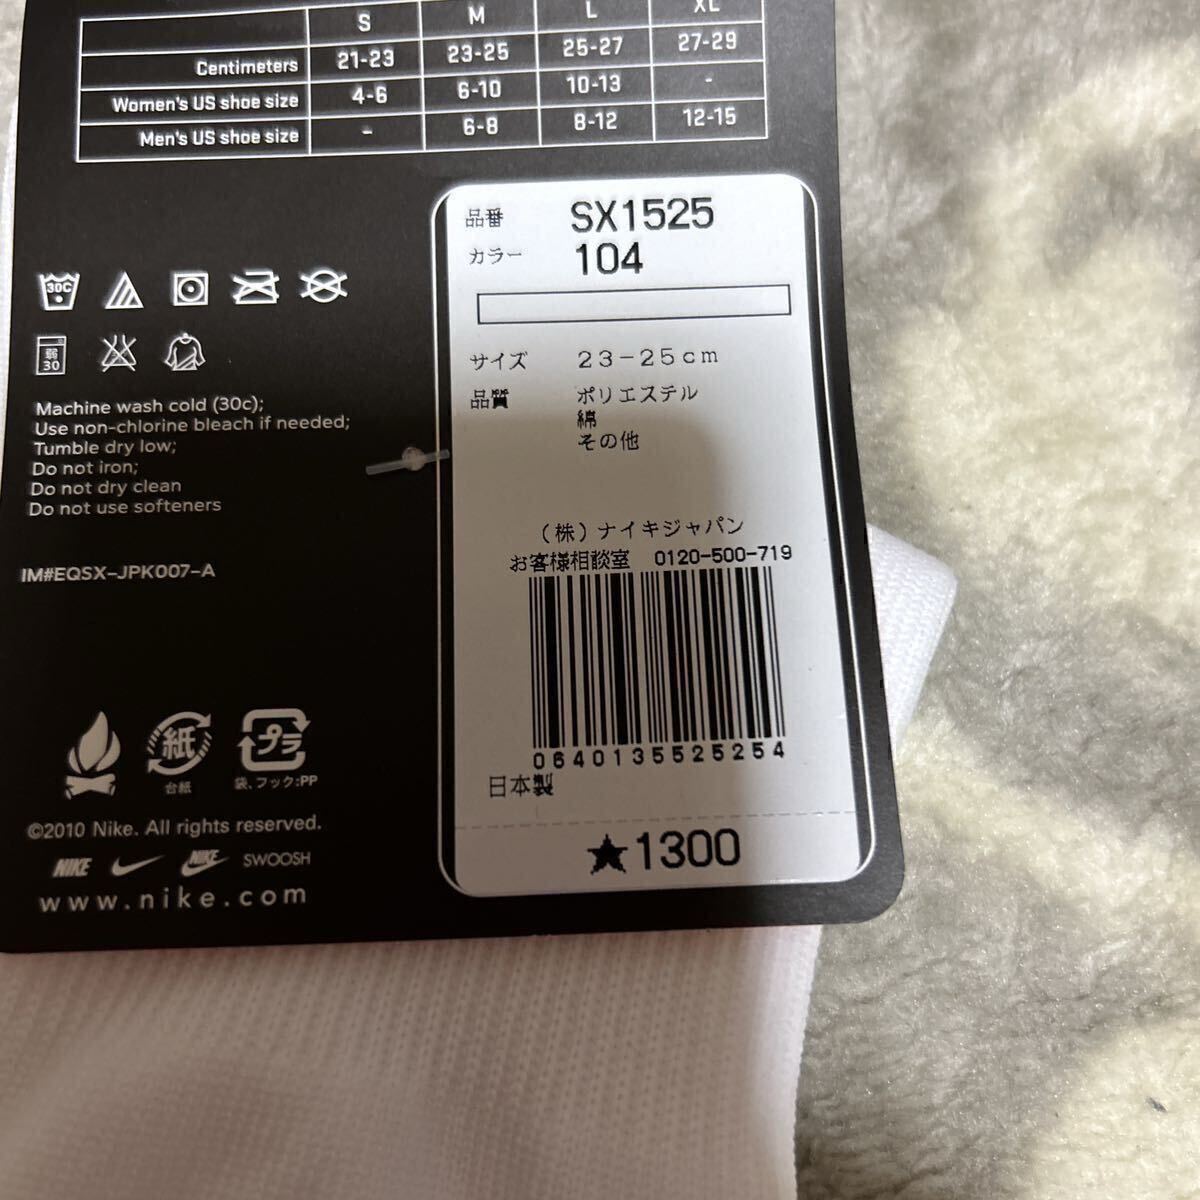 S M L XL
Centimeters 21-23 23-25 25-27 27-29
Women's US shoe size 4-6 6-10 10-13 -
Men's US shoe size - 6-8 8-12 12-15
30C
弱
30
Machine wash cold (30c);
Use non-chlorine bleach if needed;
Tumble dry low;
Do not iron;
Do not dry clean
Do not use softeners
IM#EQSX-JPK007-A
紙
台紙
プラ
袋、フック:PP
©2010 Nike. All rights reserved.
NIKE NIKE SWOOSH
www.nike.com
品番 SX1525
カラー 104
サイズ 23-25cm
品質 ポリエステル
綿
その他
(株)ナイキジャパン
お客様相談室 0120-500-719
0640135525254
日本製
★1300